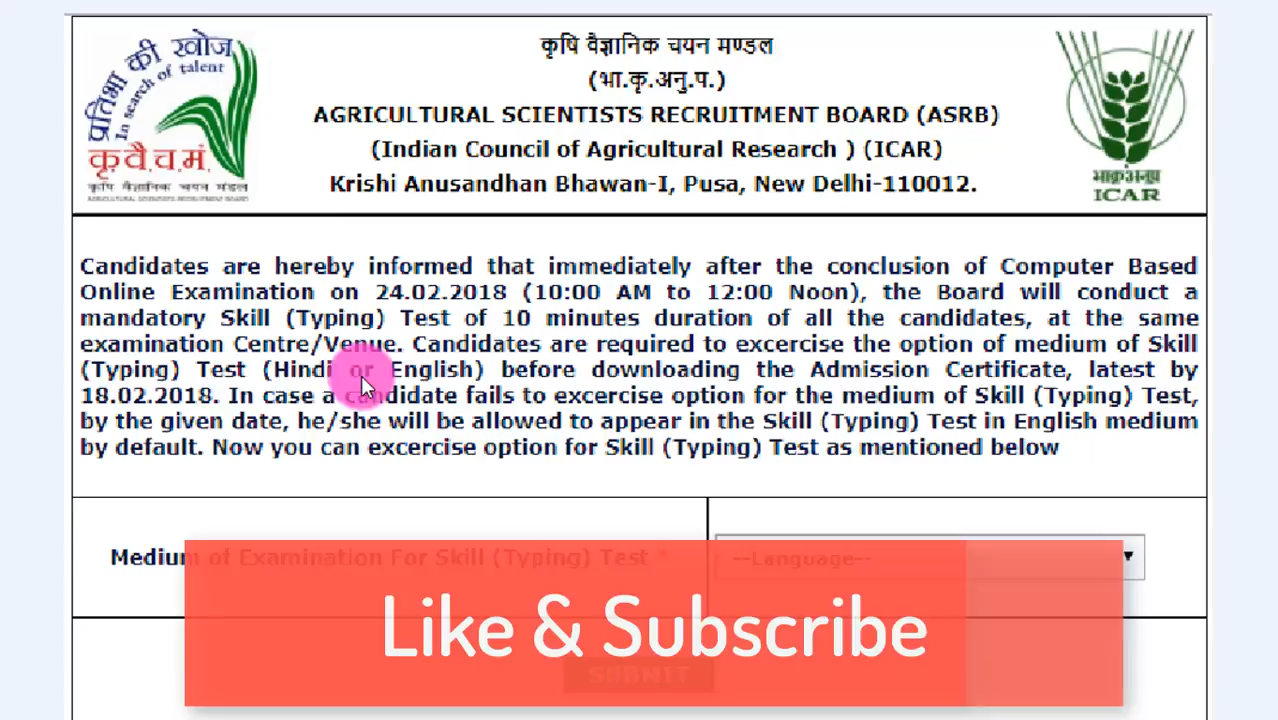 प्रतिभा की खोज
In search of talent
कृ.वै.च.मं.
कृषि वैज्ञानिक चयन मंडल
AGRICULTURAL SCIENTISTS RECRUITMENT BOARD
कृषि वैज्ञानिक चयन मण्डल
(भा.कृ.अनु.प.)
AGRICULTURAL SCIENTISTS RECRUITMENT BOARD (ASRB)
(Indian Council of Agricultural Research ) (ICAR)
Krishi Anusandhan Bhawan-I, Pusa, New Delhi-110012.
भाकृअनुप
ICAR
Candidates are hereby informed that immediately after the conclusion of Computer Based
Online Examination on 24.02.2018 (10:00 AM to 12:00 Noon), the Board will conduct a
mandatory Skill (Typing) Test of 10 minutes duration of all the candidates, at the same
examination Centre/Venue. Candidates are required to excercise the option of medium of Skill
(Typing) Test (Hindi or English) before downloading the Admission Certificate, latest by
18.02.2018. In case a candidate fails to excercise option for the medium of Skill (Typing) Test,
by the given date, he/she will be allowed to appear in the Skill (Typing) Test in English medium
by default. Now you can excercise option for Skill (Typing) Test as mentioned below
Medium of Examination For Skill (Typing) Test *
--Language--
Like & Subscribe
SUBMIT